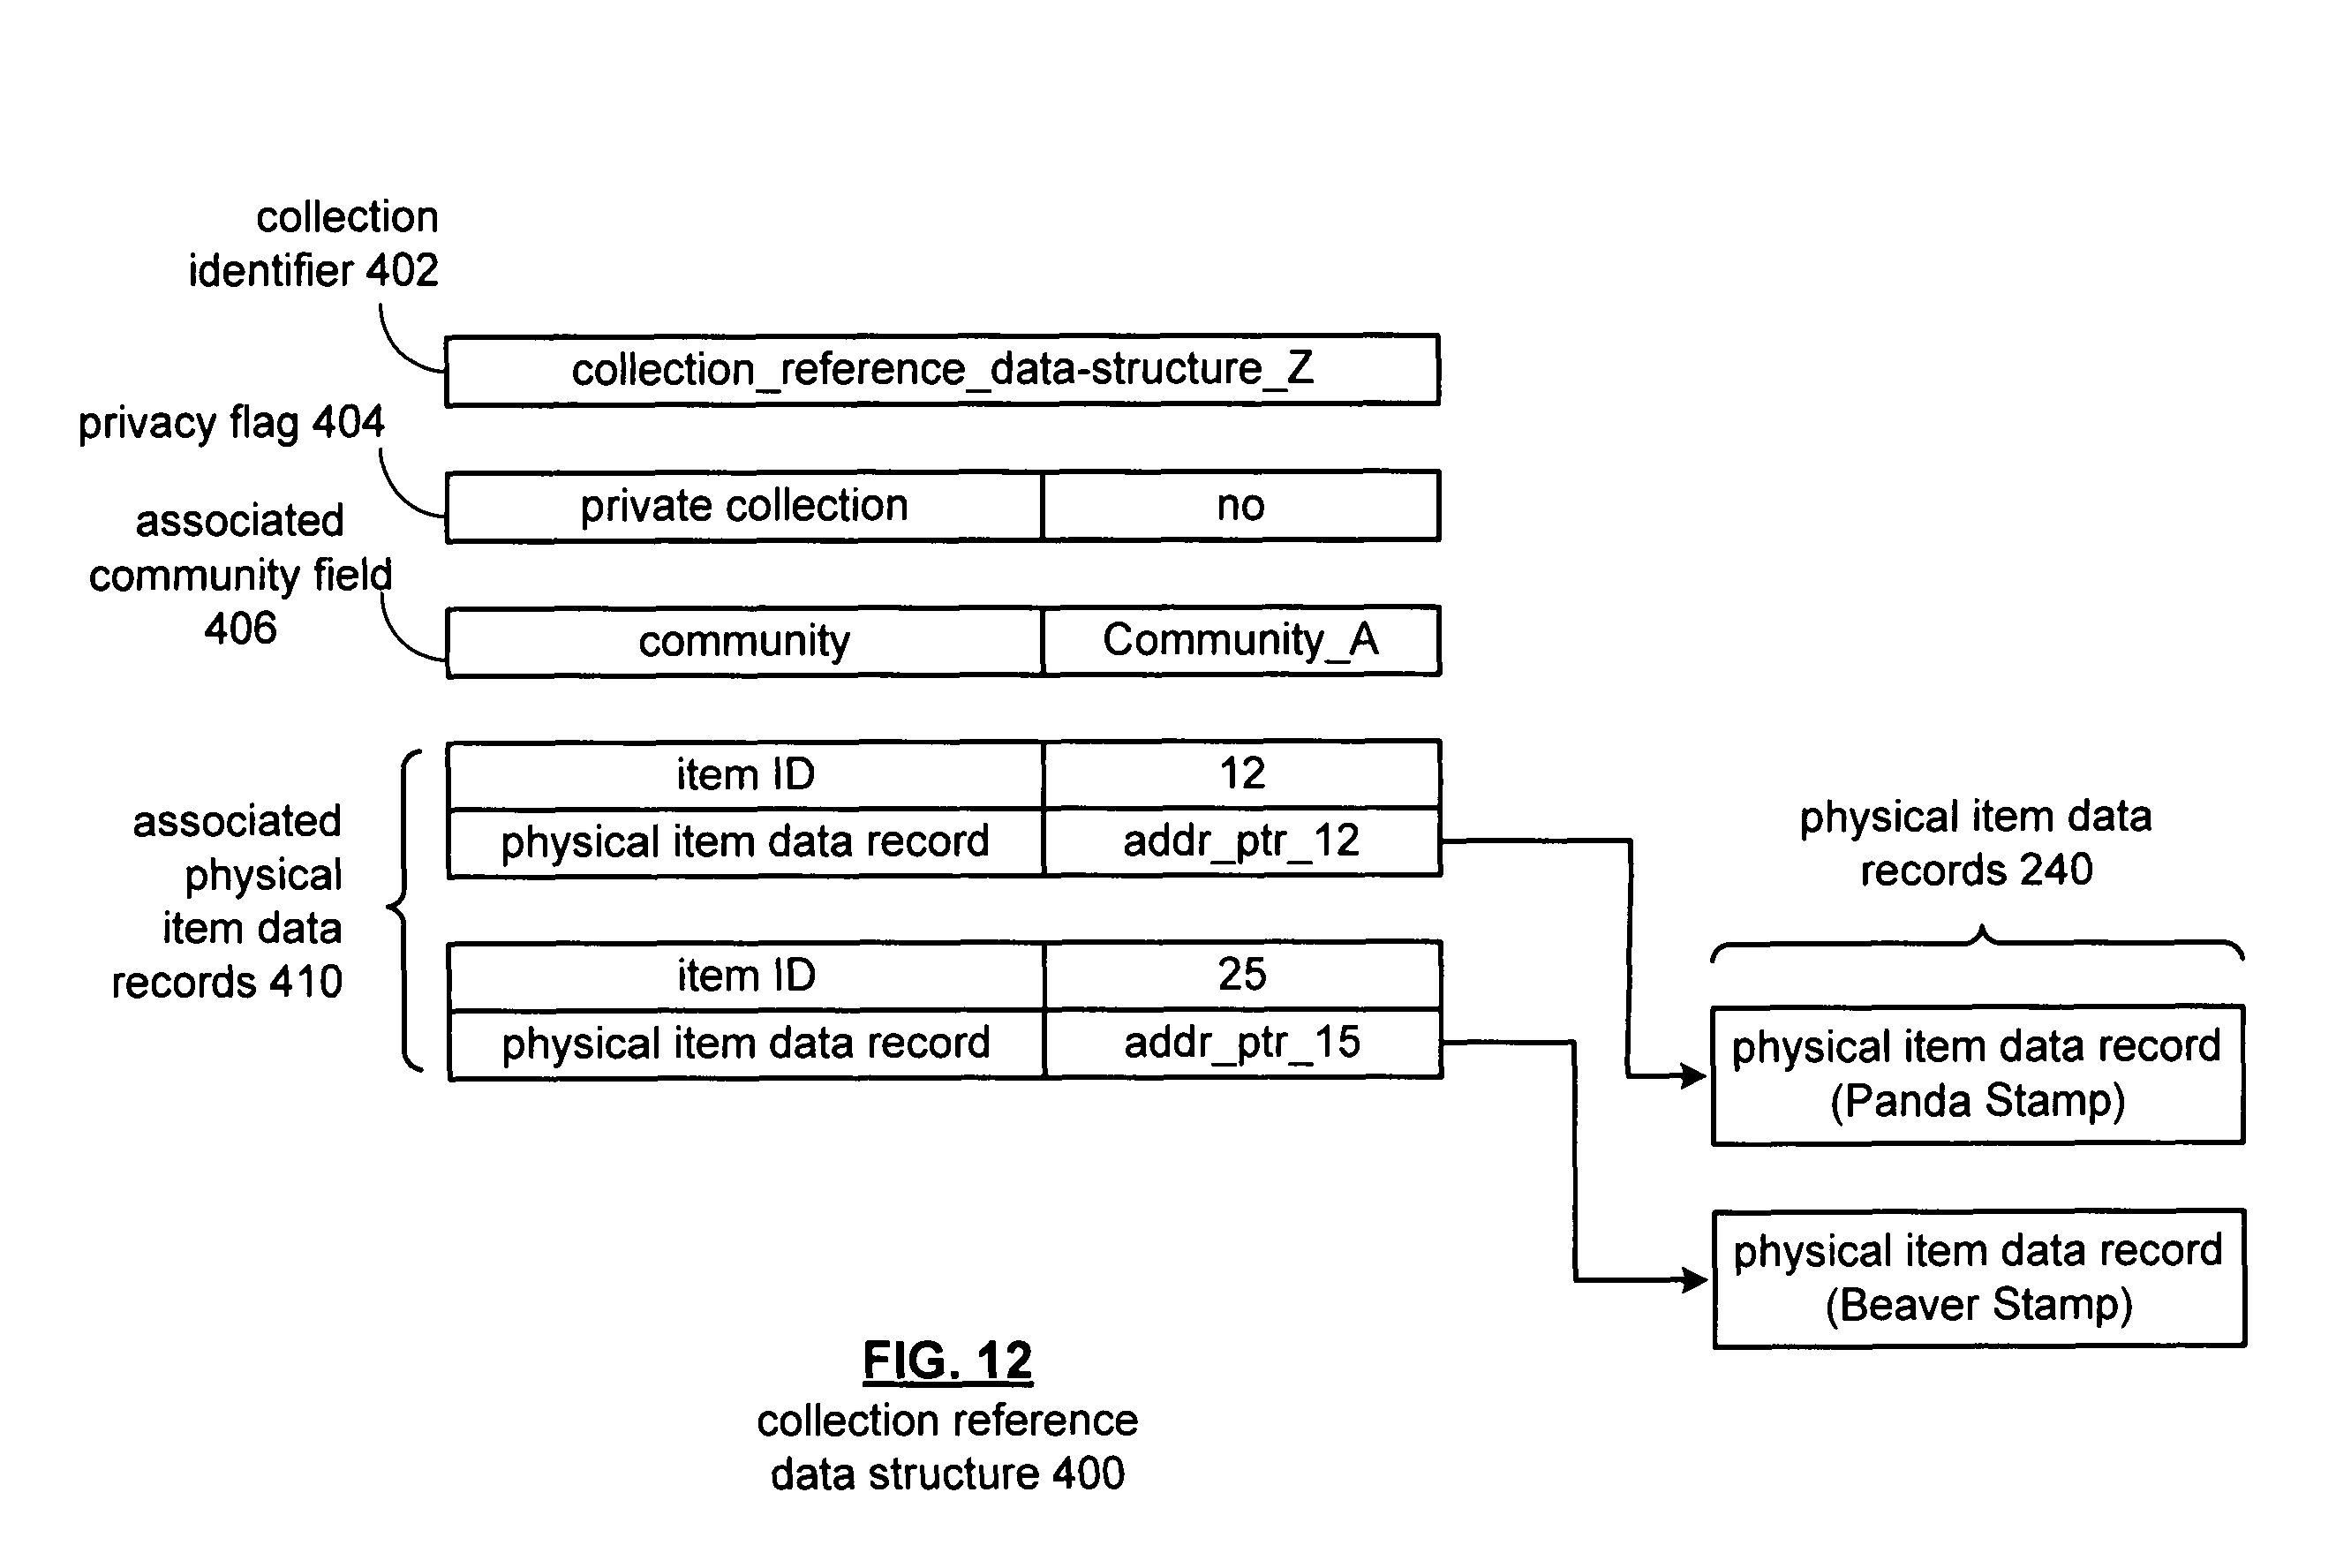 collection
identifier 402
collection_reference_data-structure_Z
privacy flag 404
private collection no
associated
community field
406
community Community_A
associated
physical
item data
records 410
item ID 12
physical item data record addr_ptr_12
item ID 25
physical item data record addr_ptr_15
physical item data
records 240
physical item data record
(Panda Stamp)
physical item data record
(Beaver Stamp)
FIG. 12
collection reference
data structure 400